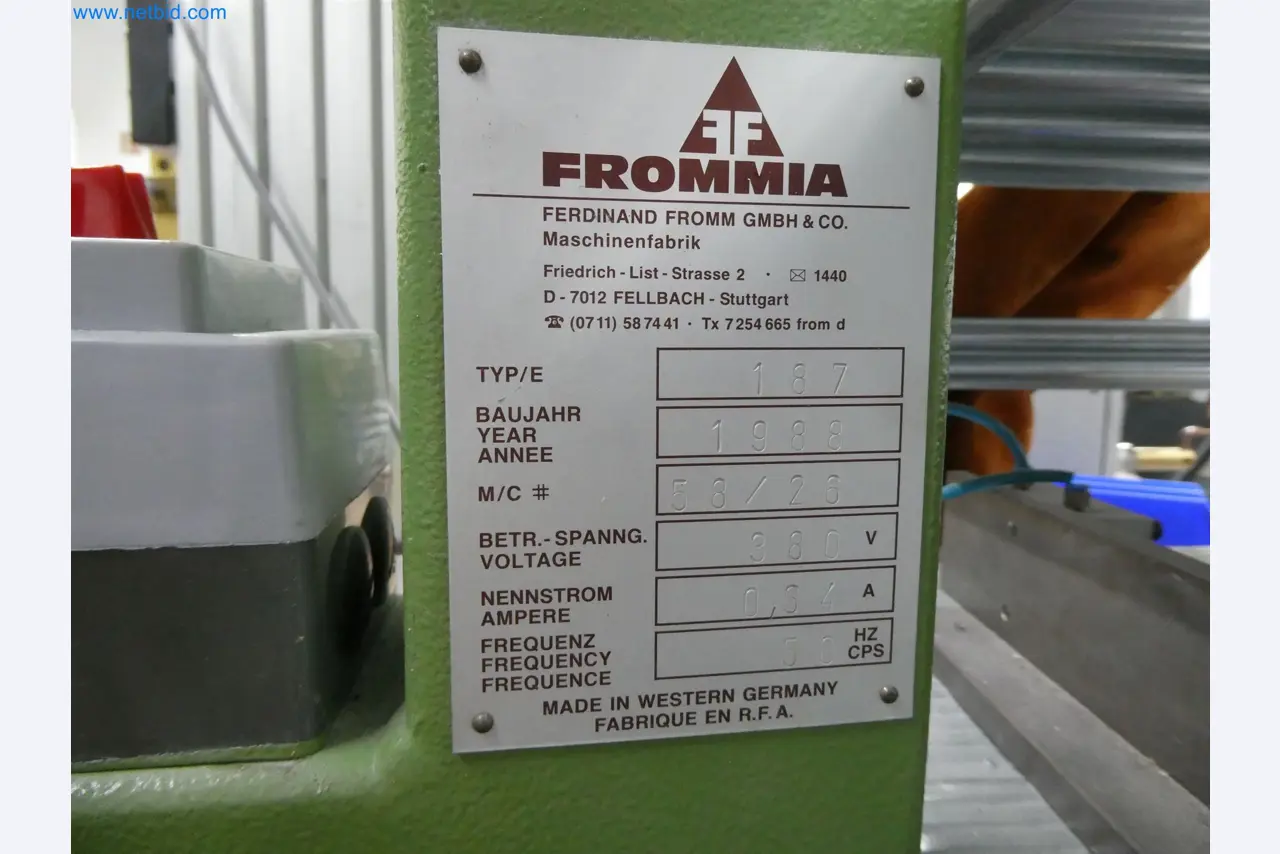 www.netbid.com
FROMMIA
FERDINAND FROMM GMBH & CO.
Maschinenfabrik
Friedrich - List - Strasse 2 · ✉ 1440
D - 7012 FELLBACH - Stuttgart
☎ (0711) 58 74 41 · Tx 7 254 665 from d
TYP/E 187
BAUJAHR
YEAR 1988
ANNEE
M/C # 58/26
BETR.- SPANNG.
VOLTAGE 380 V
NENNSTROM
AMPERE 0,34 A
FREQUENZ
FREQUENCY 50 HZ
FREQUENCE CPS
MADE IN WESTERN GERMANY
FABRIQUE EN R.F.A.